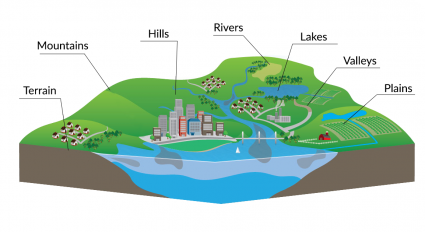 Rivers
Hills
Lakes
Mountains
Valleys
Terrain
Plains